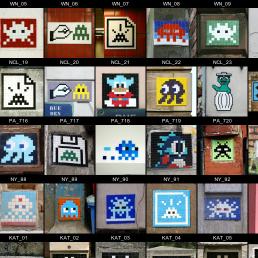 WN_05 WN_06 WN_07 WN_08 WN_09
NCL_19 NCL_20 NCL_21 NCL_22 NCL_23
PA_716 PA_717 PA_718 PA_719 PA_720
NY_88 NY_89 NY_90 NY_91 NY_92
KAT_01 KAT_02 KAT_03 KAT_04 KAT_05